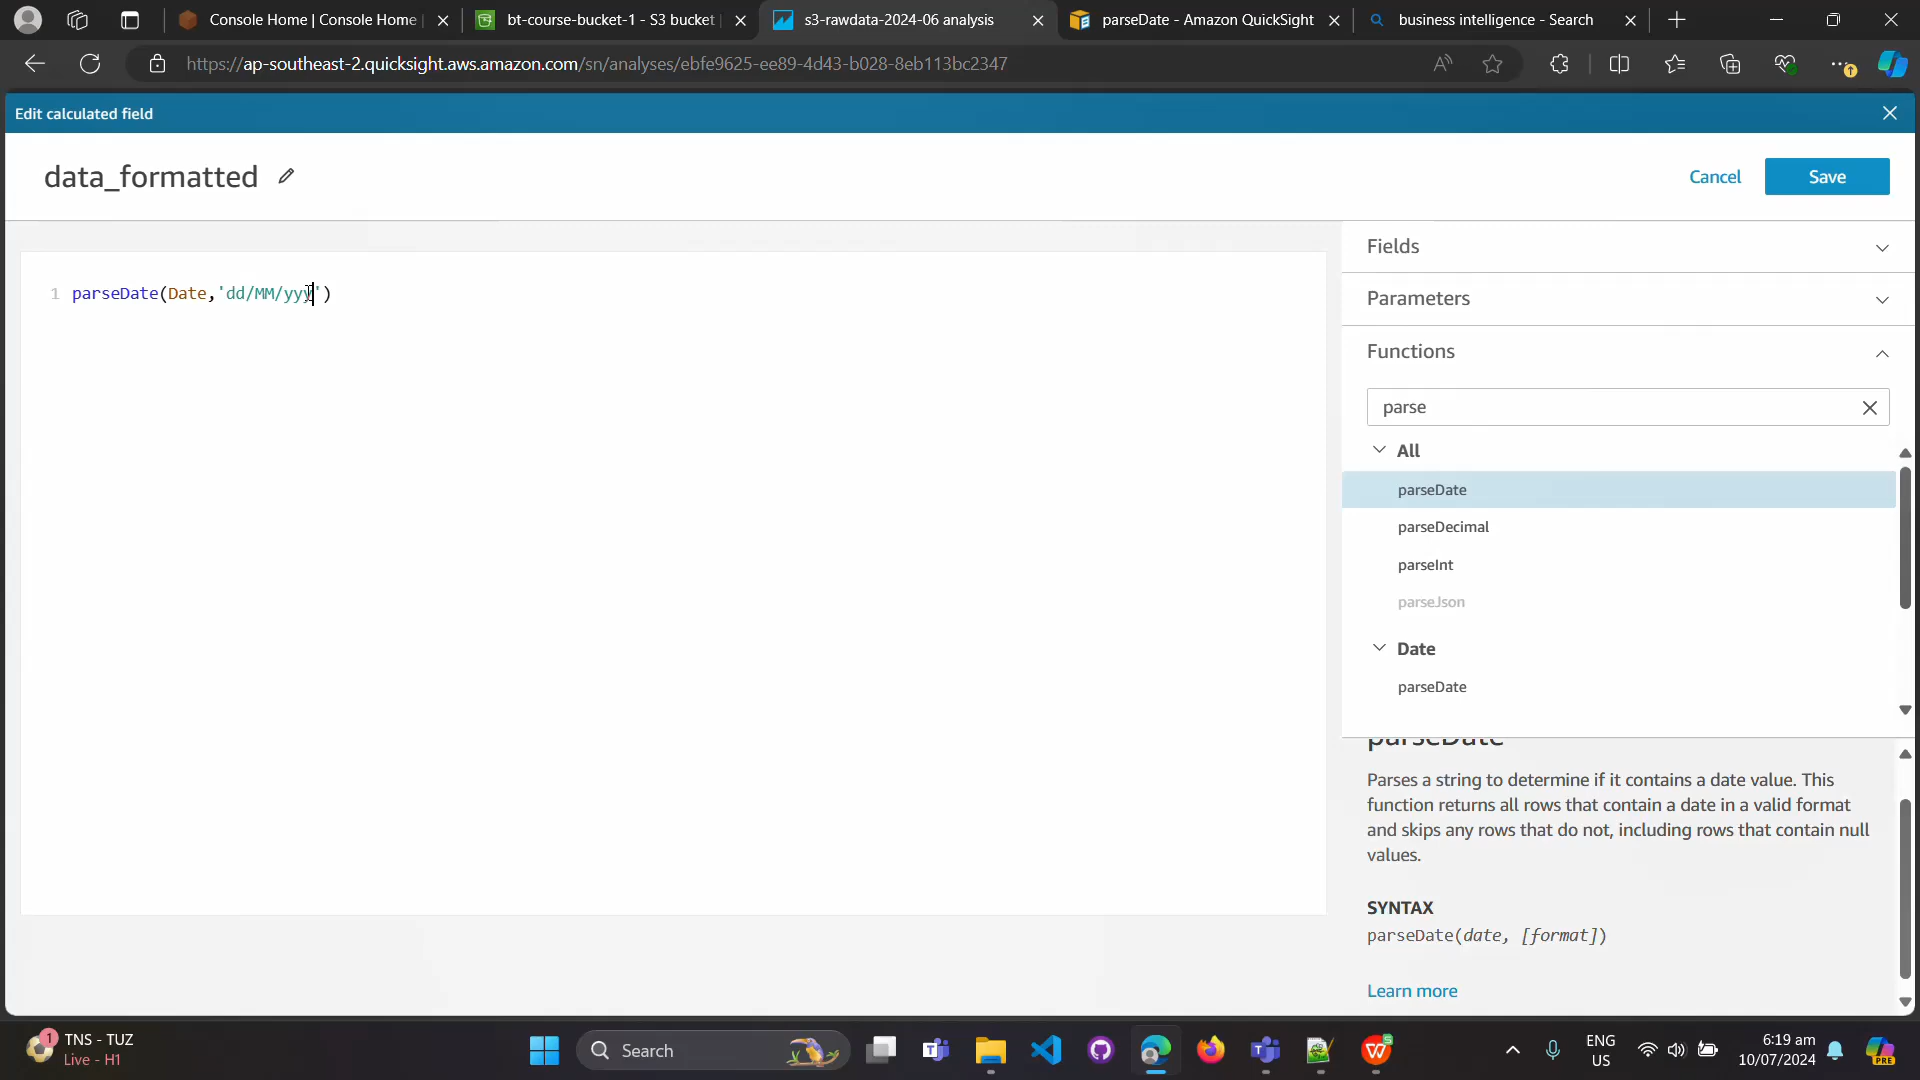 Console Home | Console Home
bt-course-bucket-1 - S3 bucket
s3-rawdata-2024-06 analysis
parseDate - Amazon QuickSight
business intelligence - Search
https://ap-southeast-2.quicksight.aws.amazon.com/sn/analyses/ebfe9625-ee89-4d43-b028-8eb113bc2347
Edit calculated field
data_formatted
Cancel
Save
1 parseDate(Date,'dd/MM/yyy')
Fields
Parameters
Functions
parse
All
parseDate
parseDecimal
parseInt
parseJson
Date
parseDate
parseDate
Parses a string to determine if it contains a date value. This
function returns all rows that contain a date in a valid format
and skips any rows that do not, including rows that contain null
values.
SYNTAX
parseDate(date, [format])
Learn more
1
TNS - TUZ
Live - H1
Search
ENG
US
6:19 am
10/07/2024
PRE